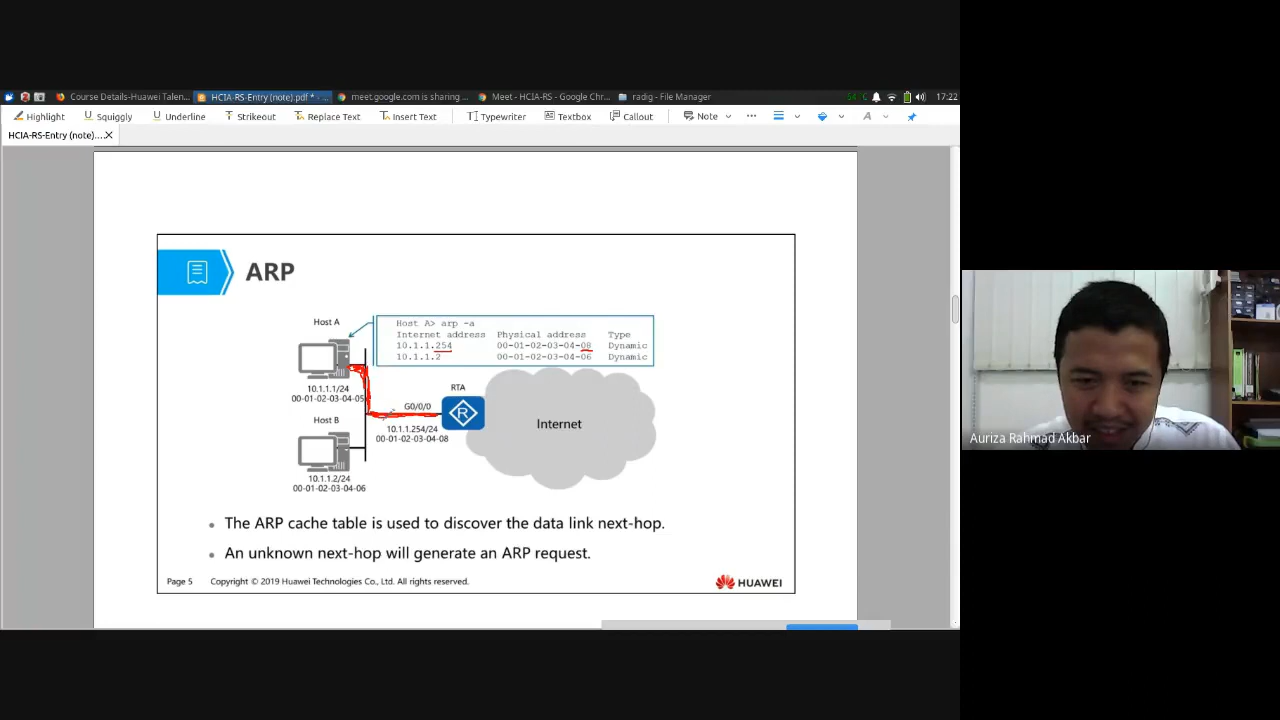 Course Details-Huawei Talen...
HCIA-RS-Entry (note).pdf * -...
meet.google.com is sharing ...
Meet - HCIA-RS - Google Chr...
radig - File Manager
17:22
Highlight
Squiggly
Underline
Strikeout
Replace Text
Insert Text
Typewriter
Textbox
Callout
Note
HCIA-RS-Entry (note)....
ARP
Host A
Host A> arp -a
Internet address Physical address Type
10.1.1.254 00-01-02-03-04-08 Dynamic
10.1.1.2 00-01-02-03-04-06 Dynamic
10.1.1.1/24
00-01-02-03-04-05
RTA
G0/0/0
R
Internet
10.1.1.254/24
00-01-02-03-04-08
Host B
10.1.1.2/24
00-01-02-03-04-06
• The ARP cache table is used to discover the data link next-hop.
• An unknown next-hop will generate an ARP request.
Page 5 Copyright © 2019 Huawei Technologies Co., Ltd. All rights reserved.
HUAWEI
Auriza Rahmad Akbar